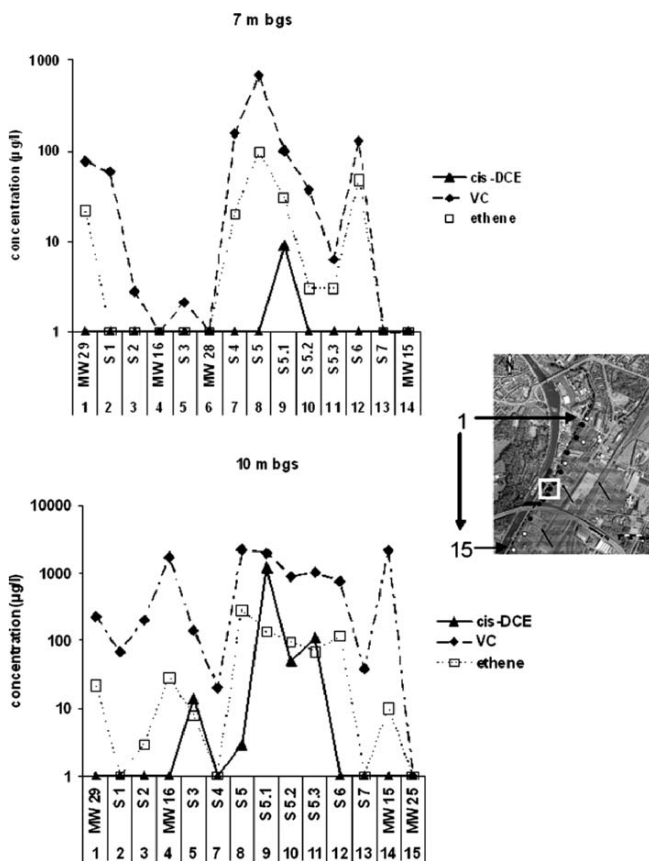 7 m bgs
concentration (µg/l)
1000
100
10
1
MW 29 S 1 S 2 MW 16 S 3 MW 28 S 4 S 5 S 5.1 S 5.2 S 5.3 S 6 S 7 MW 15
1 2 3 4 5 6 7 8 9 10 11 12 13 14
cis-DCE
VC
ethene
N
1
15
10 m bgs
concentration (µg/l)
10000
1000
100
10
1
MW 29 S 1 S 2 MW 16 S 3 S 4 S 5 S 5.1 S 5.2 S 5.3 S 6 S 7 MW 15 MW 25
1 2 3 4 5 7 8 9 10 11 12 13 14 15
cis-DCE
VC
ethene